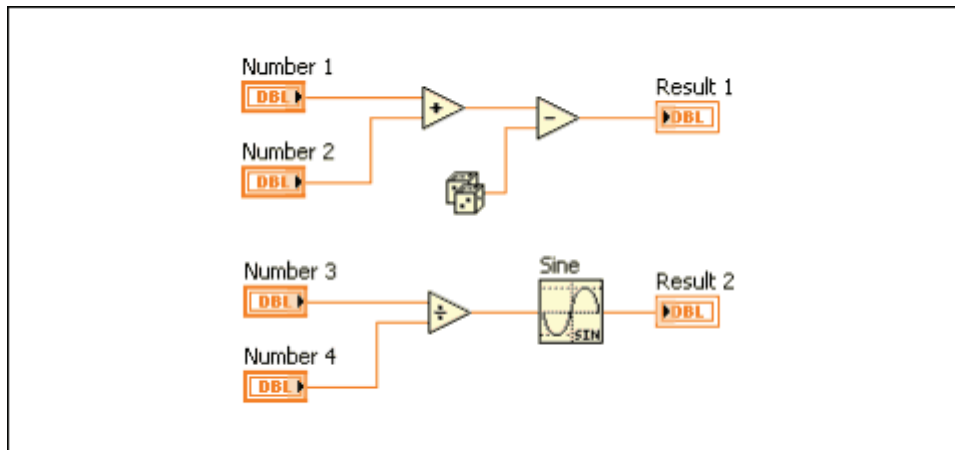 Number 1
DBL
+
-
Result 1
DBL
Number 2
DBL
Number 3
DBL
÷
Sine
SIN
Result 2
DBL
Number 4
DBL